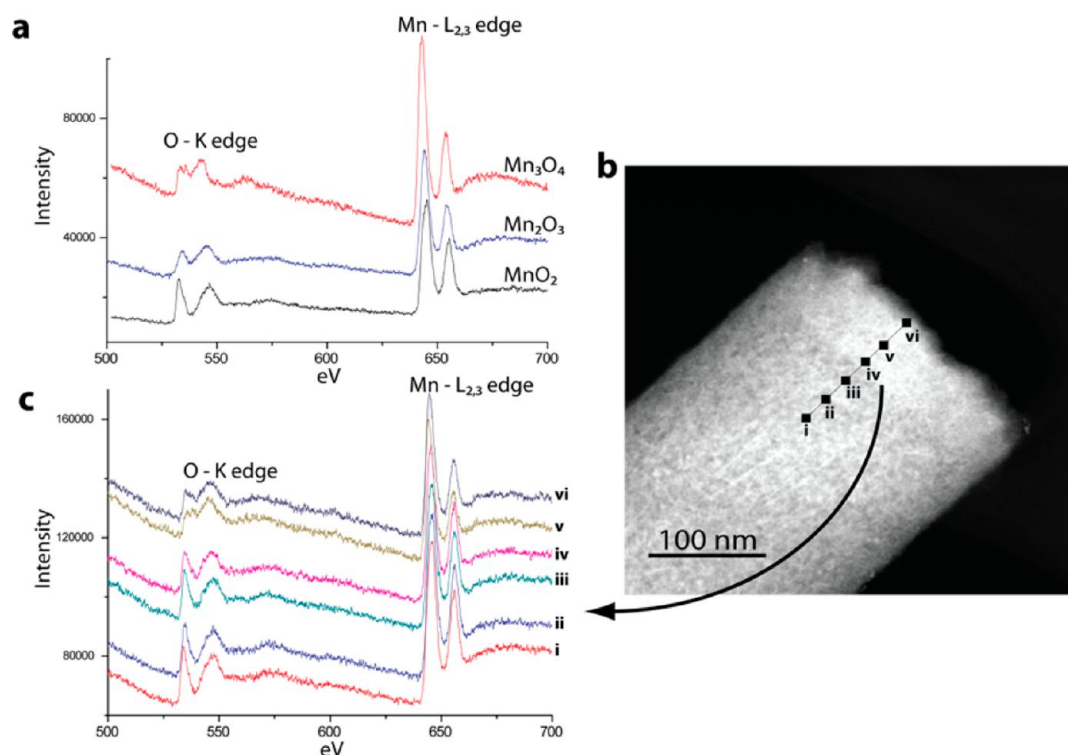 a
Mn - L₂,₃ edge
O - K edge
Intensity
80000
40000
Mn₃O₄
Mn₂O₃
MnO₂
500
550
600
650
700
eV
b
vi
v
iv
iii
ii
i
100 nm
c
Mn - L₂,₃ edge
O - K edge
Intensity
160000
120000
80000
vi
v
iv
iii
ii
i
500
550
600
650
700
eV